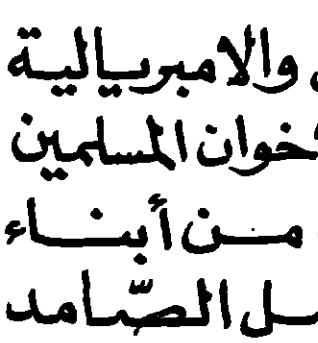 والامبريالية
خوان المسلمين
من أبناء
ل الصّامد